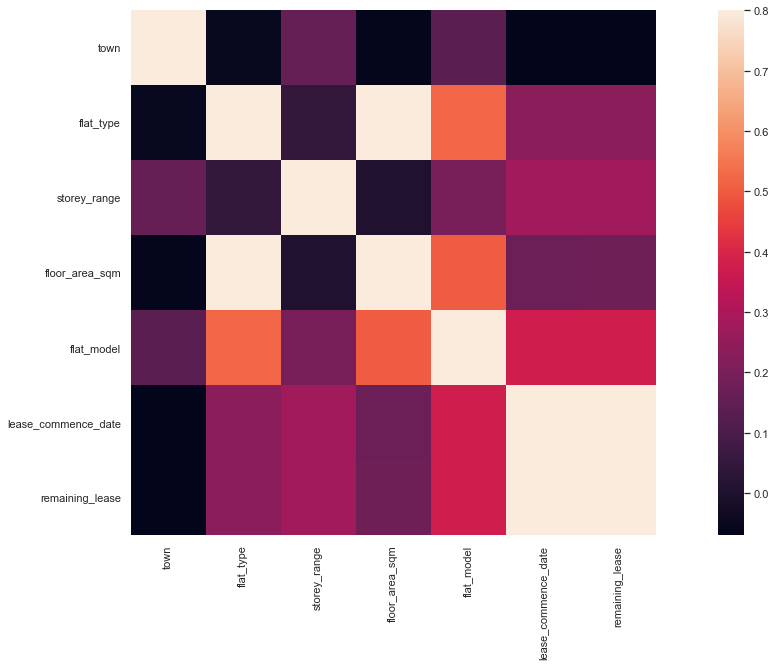 town
flat_type
storey_range
floor_area_sqm
flat_model
lease_commence_date
remaining_lease
town
flat_type
storey_range
floor_area_sqm
flat_model
lease_commence_date
remaining_lease
0.8
0.7
0.6
0.5
0.4
0.3
0.2
0.1
0.0